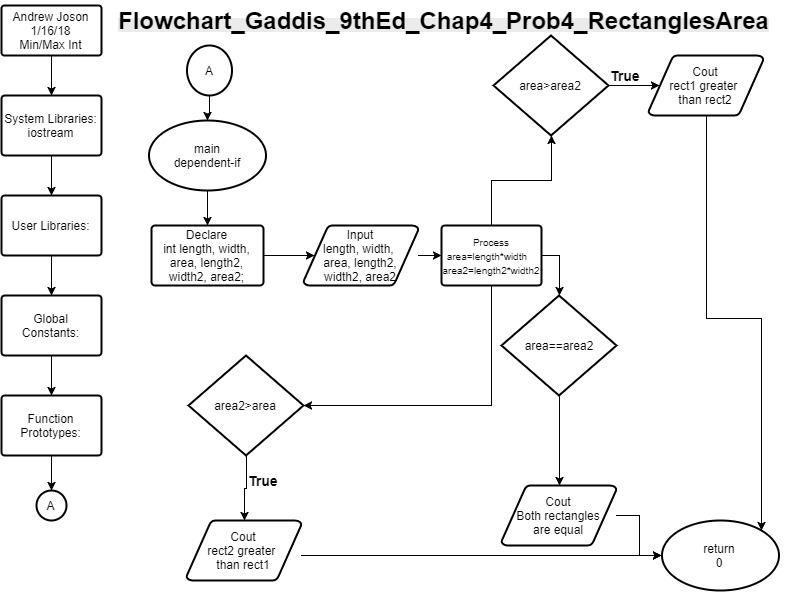 Flowchart_Gaddis_9thEd_Chap4_Prob4_RectanglesArea
Andrew Joson
1/16/18
Min/Max Int
System Libraries:
iostream
User Libraries:
Global
Constants:
Function
Prototypes:
A
A
main
dependent-if
Declare
int length, width,
area, length2,
width2, area2;
Input
length, width,
area, length2,
width2, area2
Process
area=length*width
area2=length2*width2
area>area2
True
Cout
rect1 greater
than rect2
area==area2
Cout
Both rectangles
are equal
area2>area
True
Cout
rect2 greater
than rect1
return
0